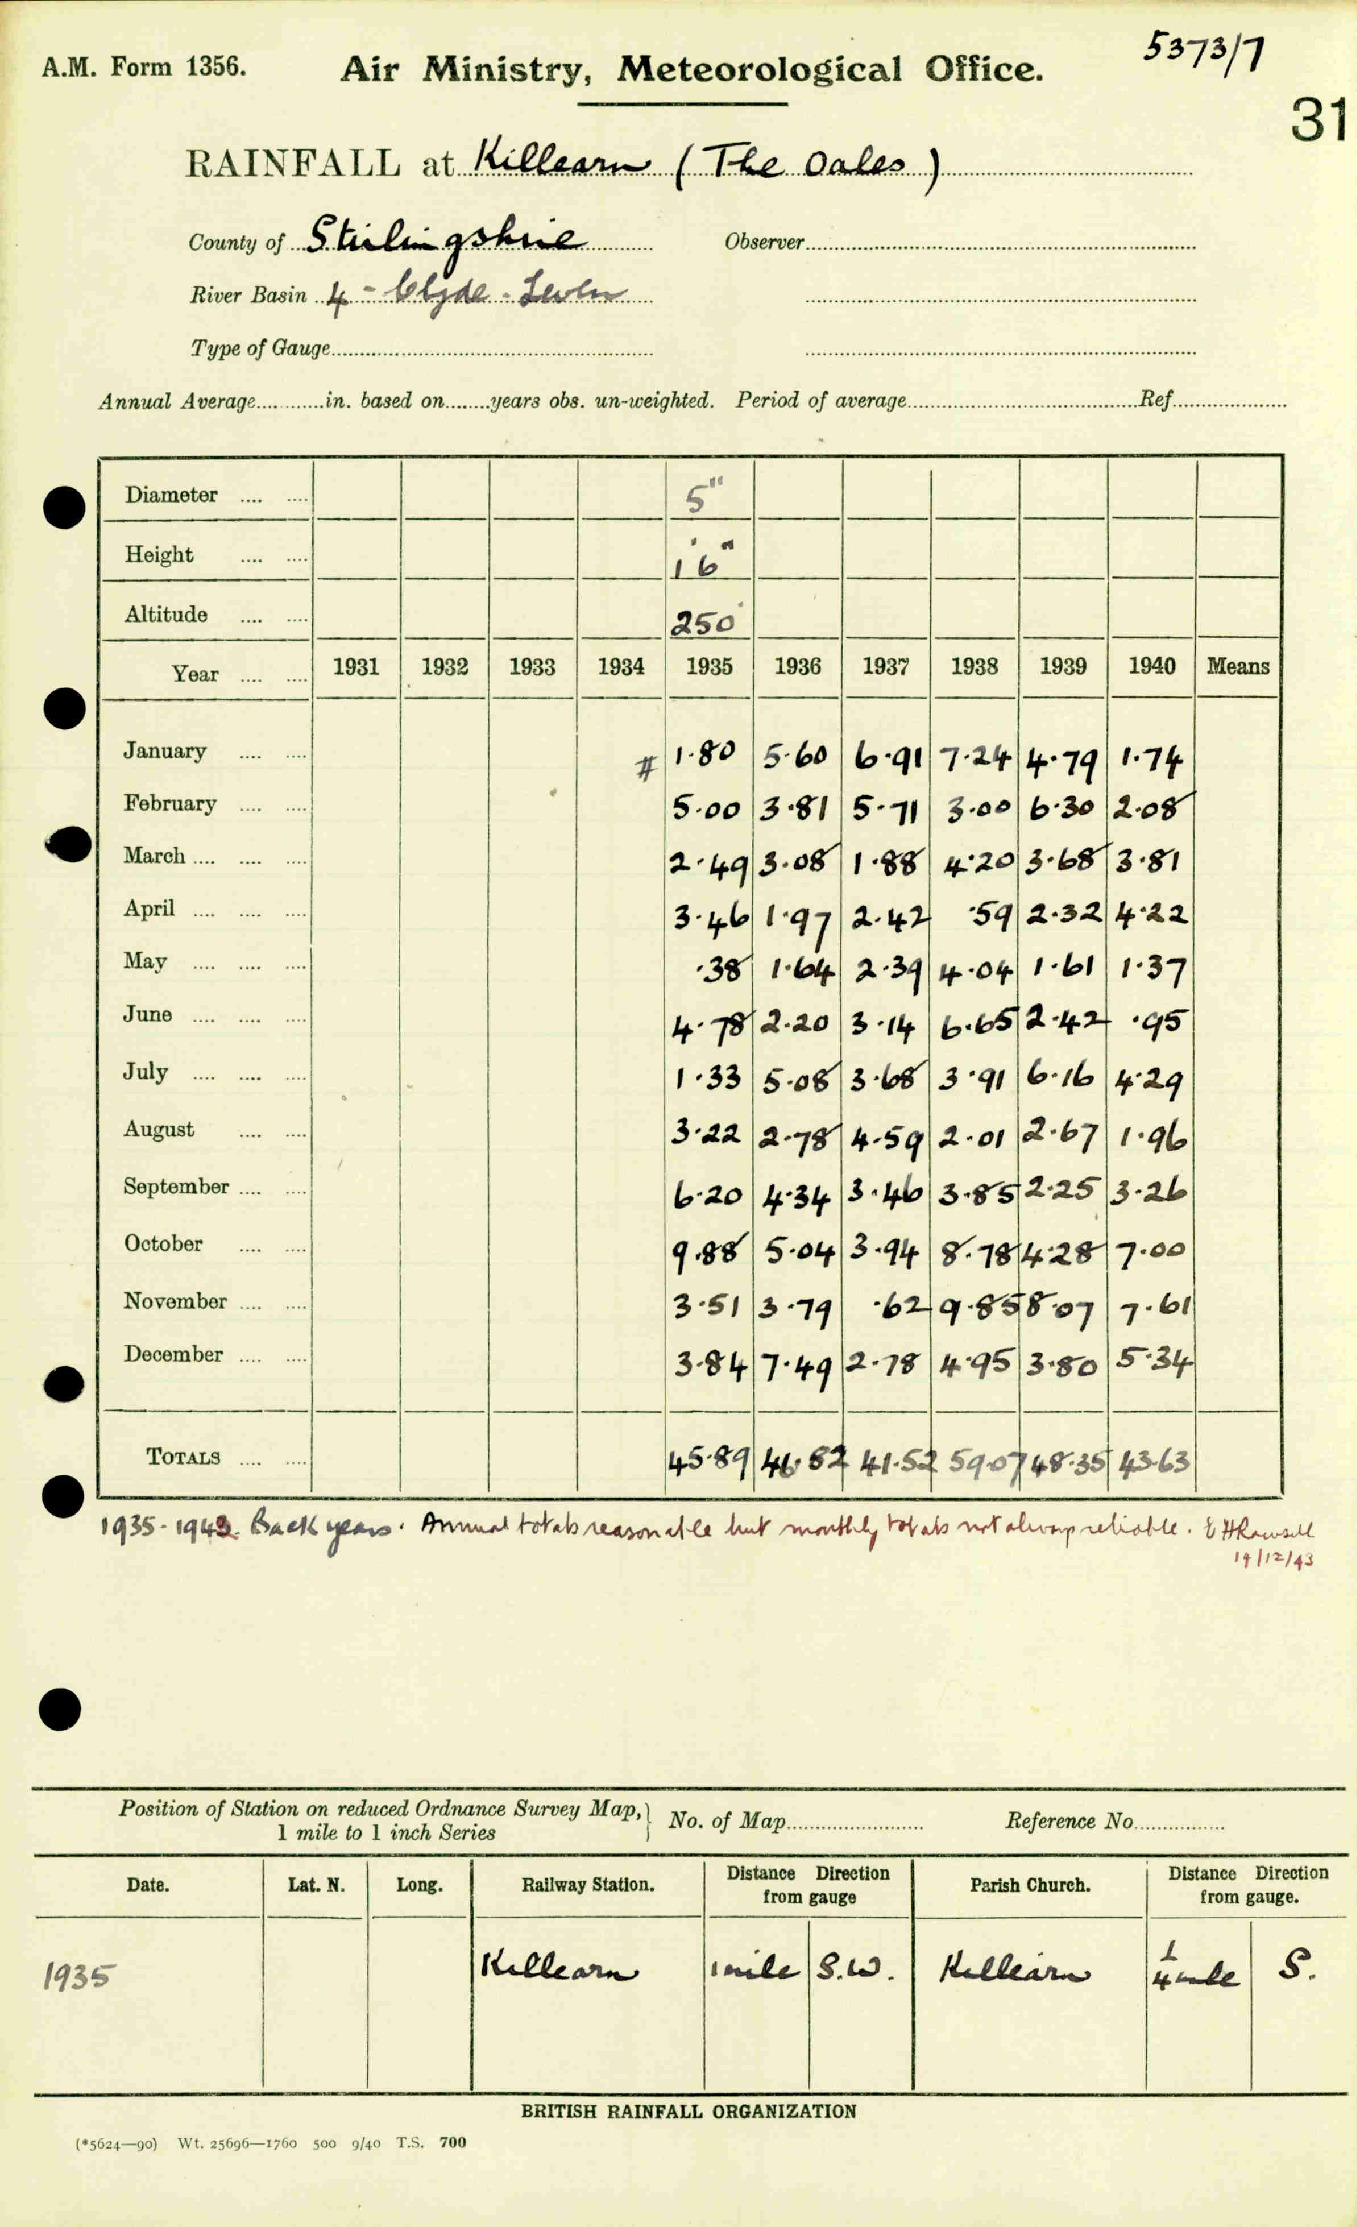 5373/7
A.M. Form 1356. Air Ministry, Meteorological Office.
31
RAINFALL at Killearn (The Oales)
County of Stirlingshire Observer
River Basin 4 - Clyde - Leven
Type of Gauge
Annual Average............in. based on........years obs. un-weighted. Period of average Ref
Diameter .... .... 5"
Height .... .... 1' 6"
Altitude .... .... 250'
Year .... .... 1931 1932 1933 1934 1935 1936 1937 1938 1939 1940 Means
January .... .... # 1.80 5.60 6.91 7.24 4.79 1.74
February .... .... 5.00 3.81 5.71 3.00 6.30 2.08
March .... .... .... 2.49 3.08 1.88 4.20 3.68 3.81
April .... .... .... 3.46 1.97 2.42 .59 2.32 4.22
May .... .... .... .38 1.64 2.39 4.04 1.61 1.37
June .... .... .... 4.78 2.20 3.14 6.65 2.42 .95
July .... .... .... 1.33 5.08 3.68 3.91 6.16 4.29
August .... .... 3.22 2.78 4.59 2.01 2.67 1.96
September .... .... 6.20 4.34 3.46 3.85 2.25 3.26
October .... .... 9.88 5.04 3.94 8.78 4.28 7.00
November .... .... 3.51 3.79 .62 9.85 8.07 7.61
December .... .... 3.84 7.49 2.78 4.95 3.80 5.34
TOTALS .... .... 45.89 46.82 41.52 59.07 48.35 43.63
1935-1942. Back years. Annual totals reasonable but monthly totals not always reliable. E H Rowsell
19/12/43
Position of Station on reduced Ordnance Survey Map,} No. of Map Reference No.
1 mile to 1 inch Series
Date. Lat. N. Long. Railway Station. Distance Direction from gauge Parish Church. Distance Direction from gauge.
1935 Killearn 1 mile S.W. Killearn 1/4 mile S.
BRITISH RAINFALL ORGANIZATION
(*5624—90) Wt. 25696—1760 500 9/40 T.S. 700